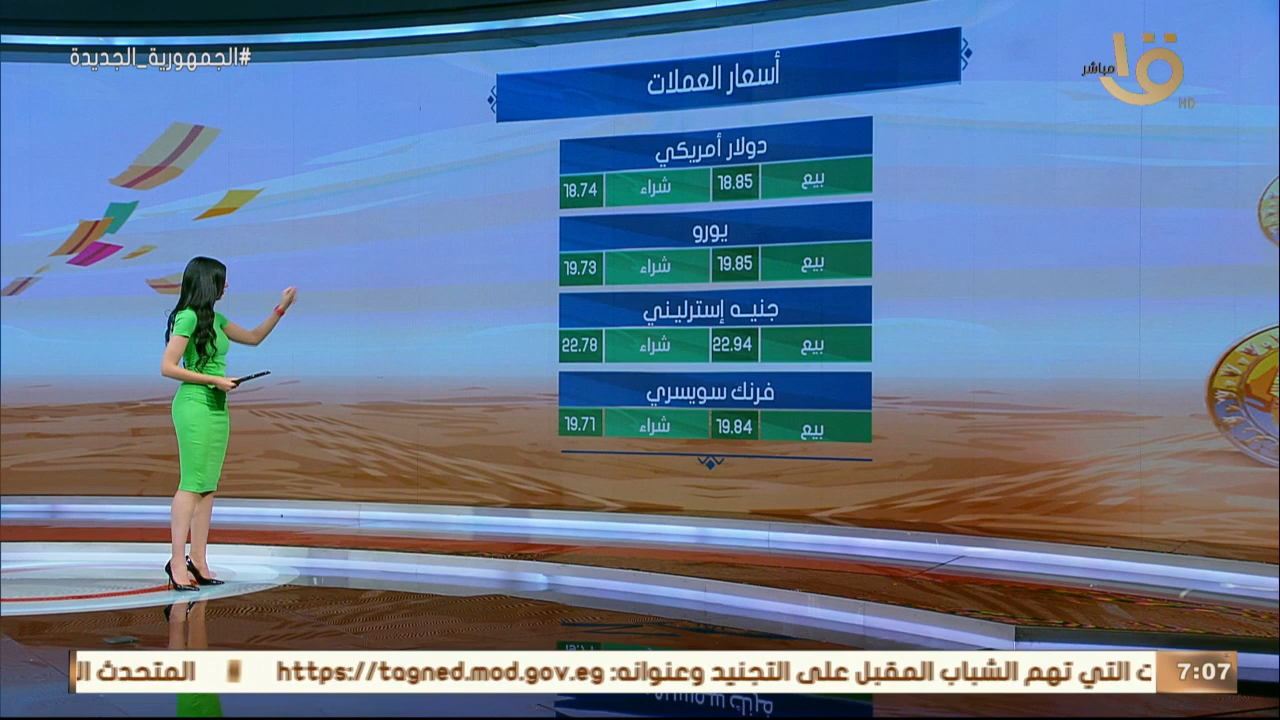 #الجمهورية_الجديدة
مباشر
HD
أسعار العملات
دولار أمريكي
بيع 18.85 شراء 18.74
يورو
بيع 19.85 شراء 19.73
جنيه إسترليني
بيع 22.94 شراء 22.78
فرنك سويسري
بيع 19.84 شراء 19.71
7:07 ت التي تهم الشباب المقبل على التجنيد وعنوانه: https://tagned.mod.gov.eg المتحدث ال